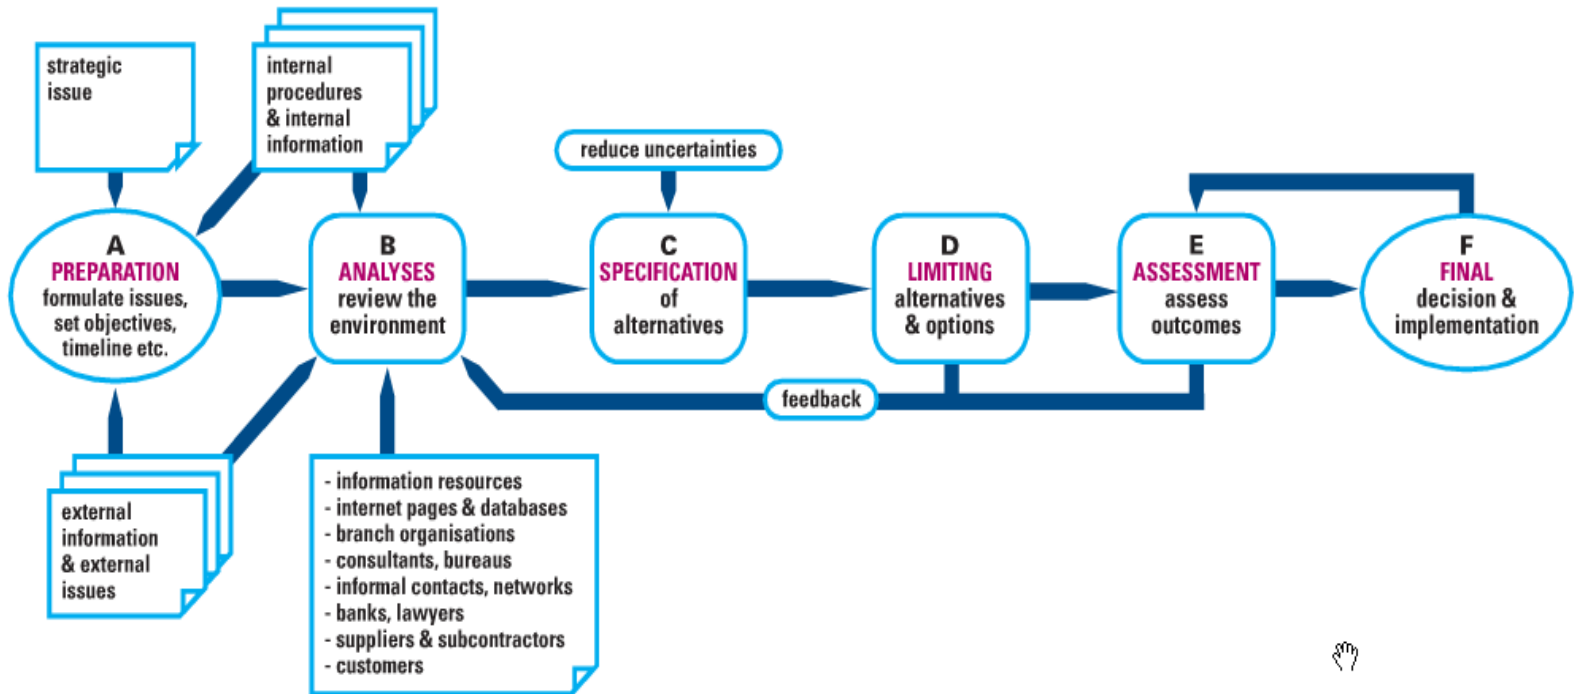 strategic
issue
internal
procedures
& internal
information
reduce uncertainties
A
PREPARATION
formulate issues,
set objectives,
timeline etc.
B
ANALYSES
review the
environment
C
SPECIFICATION
of
alternatives
D
LIMITING
alternatives
& options
E
ASSESSMENT
assess
outcomes
F
FINAL
decision &
implementation
feedback
external
information
& external
issues
- information resources
- internet pages & databases
- branch organisations
- consultants, bureaus
- informal contacts, networks
- banks, lawyers
- suppliers & subcontractors
- customers